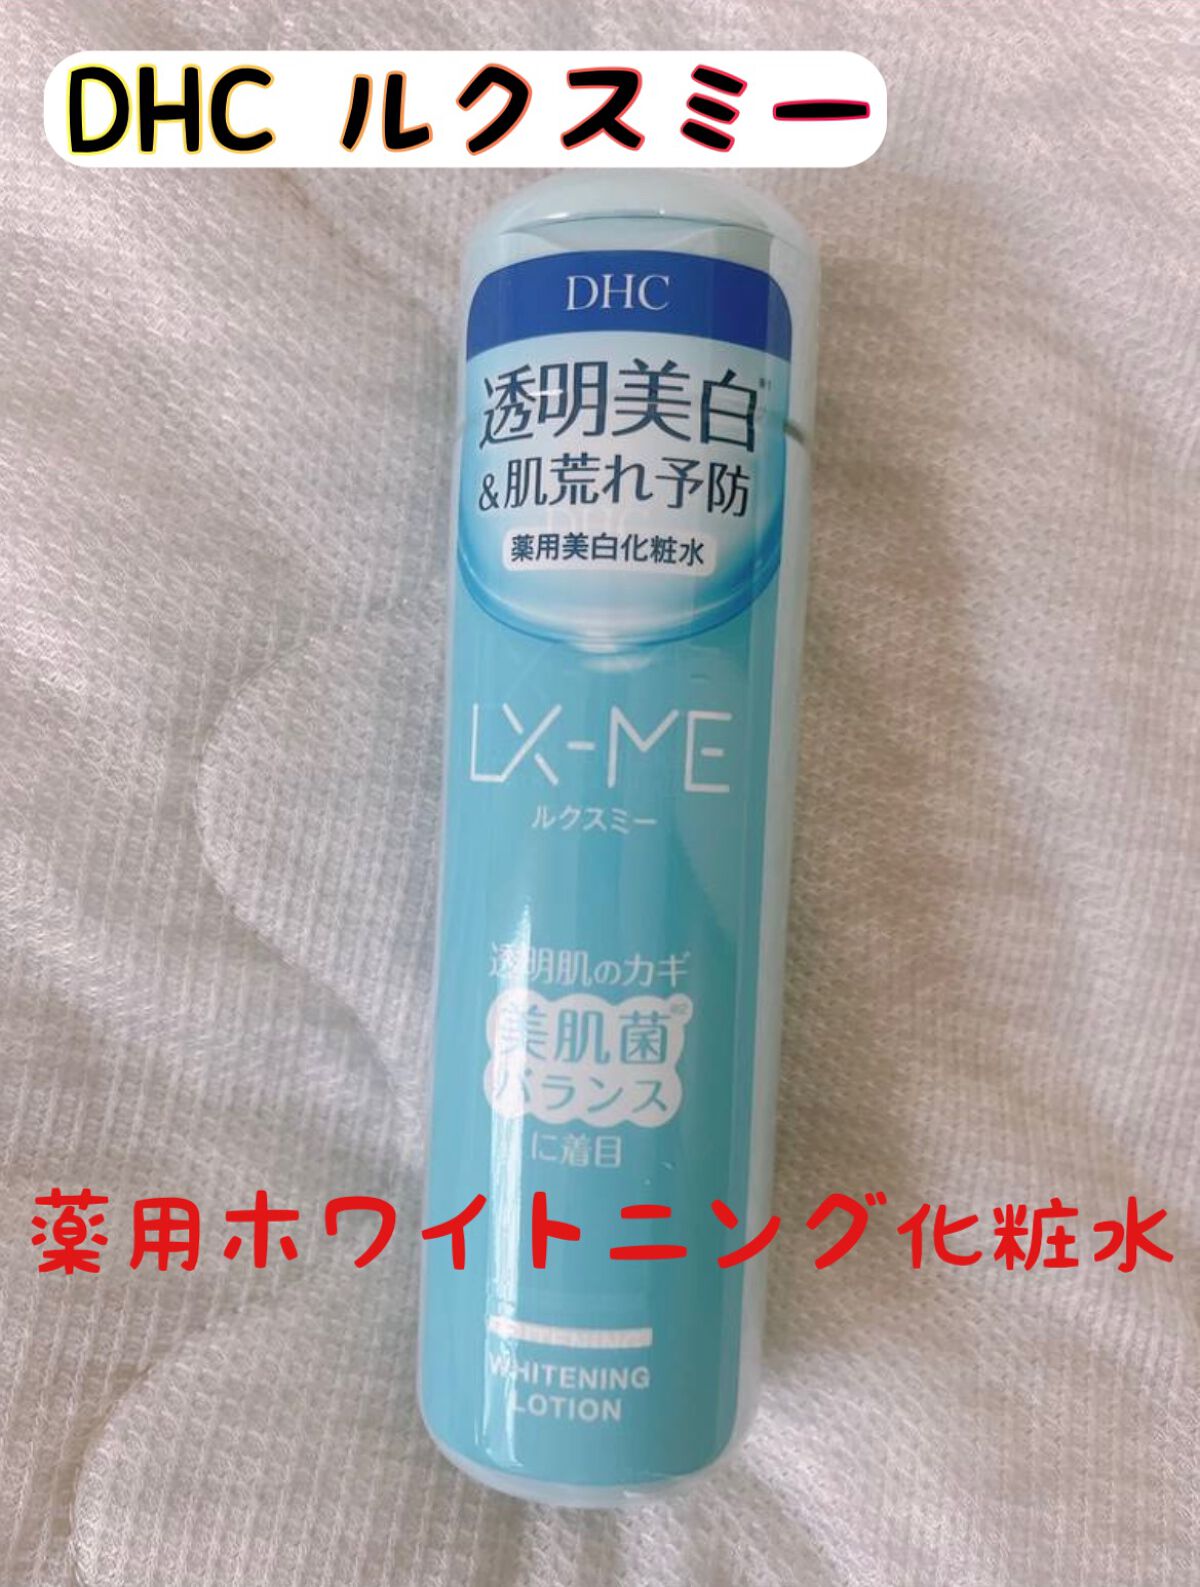 DHC ルクスミー
DHC
透明美白
&肌荒れ予防
薬用美白化粧水
LX-ME
ルクスミー
透明肌のカギ
美肌菌
バランス
に着目
薬用ホワイトニング化粧水
WHITENING
LOTION